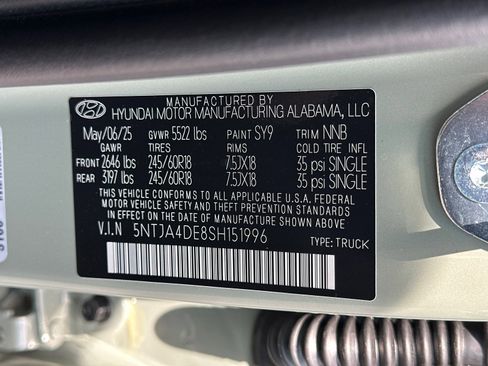 MANUFACTURED BY
HYUNDAI MOTOR MANUFACTURING ALABAMA, LLC
May/06/25 GVWR 5522 lbs PAINT SY9 TRIM NNB
GAWR TIRES RIMS COLD TIRE INFL
FRONT 2646 lbs 245/60R18 7.5JX18 35 psi SINGLE
REAR 3197 lbs 245/60R18 7.5JX18 35 psi SINGLE
THIS VEHICLE CONFORMS TO ALL APPLICABLE U.S.A. FEDERAL
MOTOR VEHICLE SAFETY AND THEFT PREVENTION STANDARDS
IN EFFECT ON THE DATE OF MANUFACTURE SHOWN ABOVE.
V.I.N 5NTJA4DE8SH151996
TYPE: TRUCK